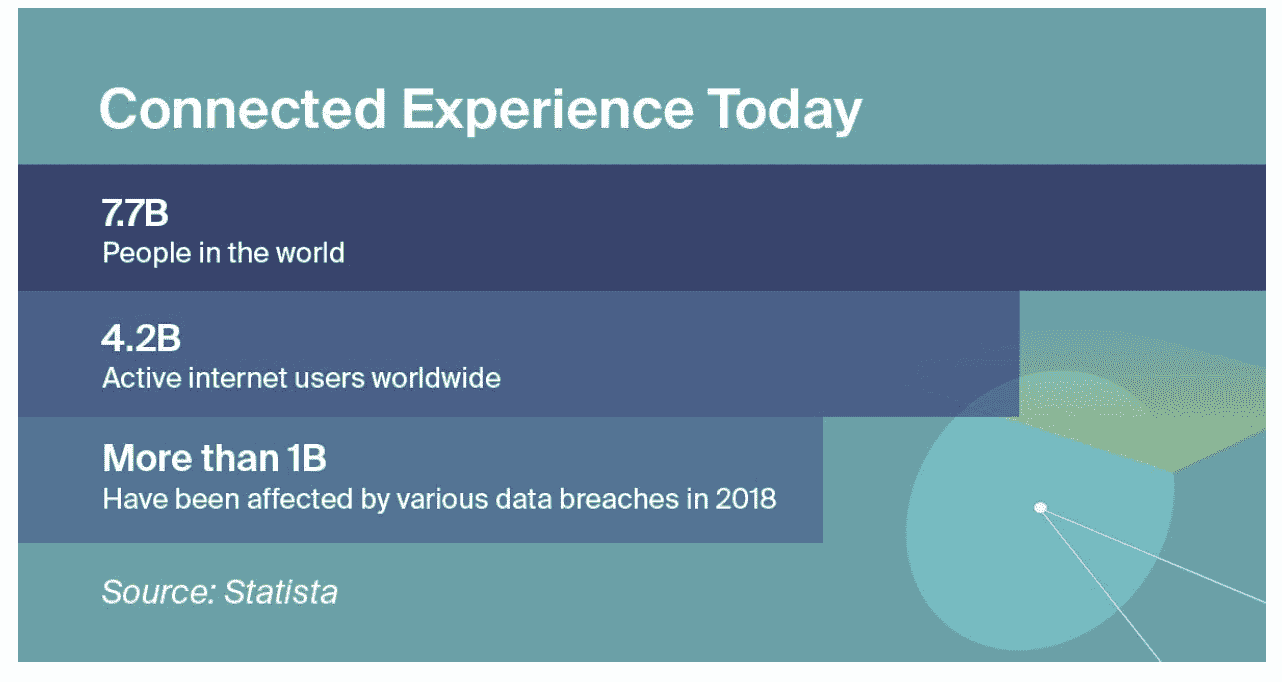 Connected Experience Today
7.7B
People in the world
4.2B
Active internet users worldwide
More than 1B
Have been affected by various data breaches in 2018
Source: Statista